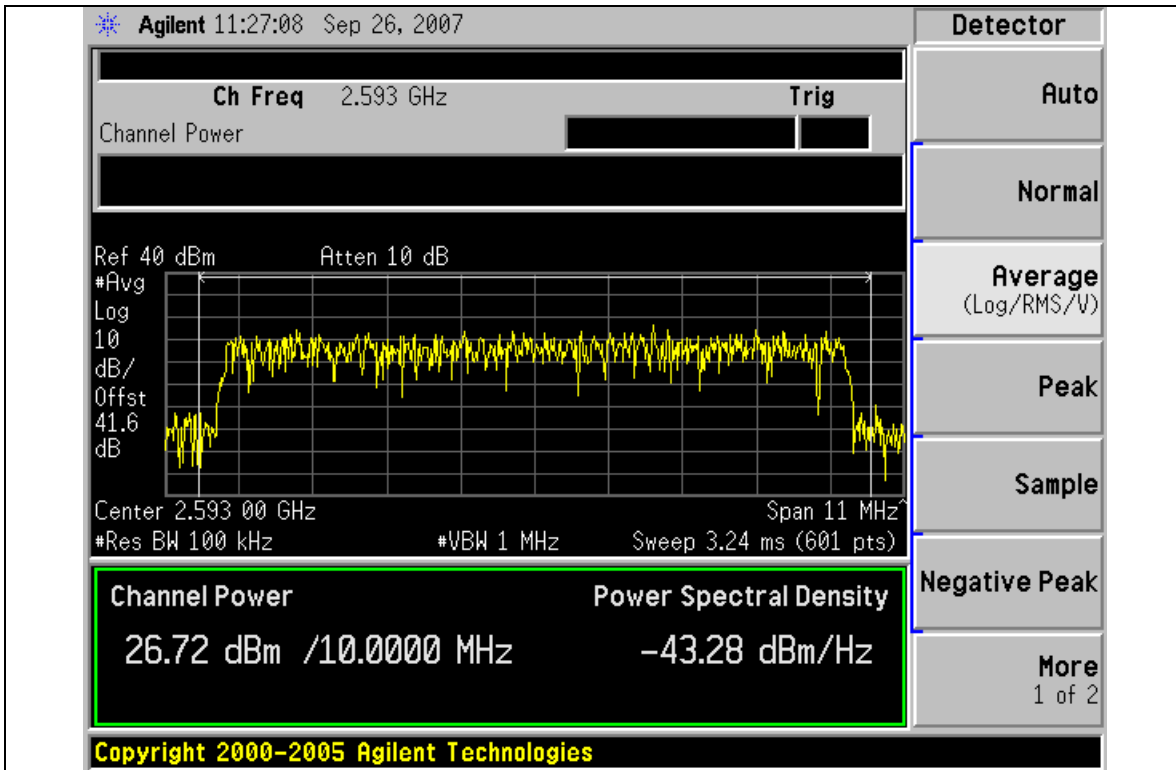 Agilent 11:27:08 Sep 26, 2007
Detector
Ch Freq 2.593 GHz Trig
Channel Power
Auto
Normal
Ref 40 dBm Atten 10 dB
#Avg
Log
10
dB/
Offst
41.6
dB
Average
(Log/RMS/V)
Peak
Center 2.593 00 GHz Span 11 MHz^
#Res BW 100 kHz #VBW 1 MHz Sweep 3.24 ms (601 pts)
Sample
Channel Power Power Spectral Density
26.72 dBm /10.0000 MHz -43.28 dBm/Hz
Negative Peak
More
1 of 2
Copyright 2000-2005 Agilent Technologies